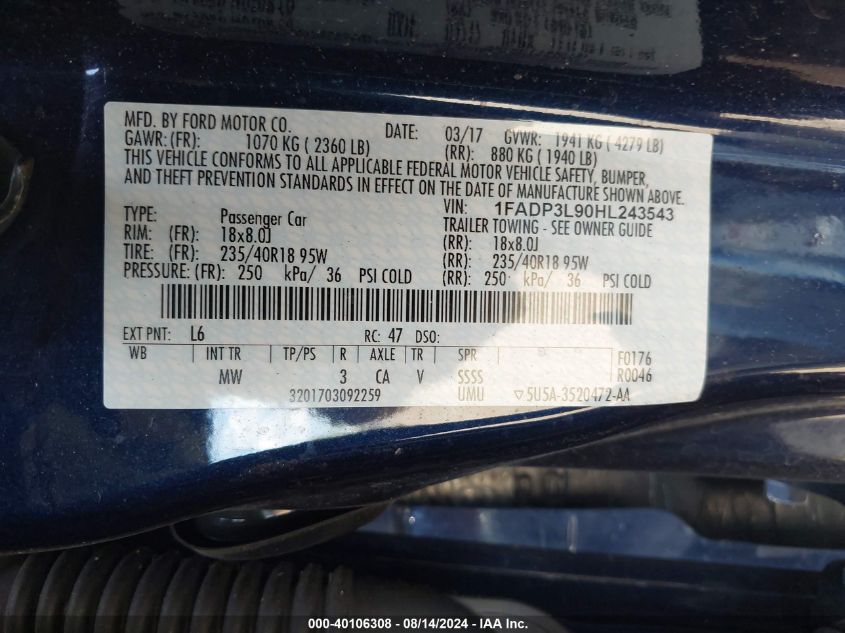 MFD. BY FORD MOTOR CO. DATE: 03/17 GVWR: 1941 KG ( 4279 LB)
GAWR: (FR): 1070 KG ( 2360 LB) (RR): 880 KG ( 1940 LB)
THIS VEHICLE CONFORMS TO ALL APPLICABLE FEDERAL MOTOR VEHICLE SAFETY, BUMPER,
AND THEFT PREVENTION STANDARDS IN EFFECT ON THE DATE OF MANUFACTURE SHOWN ABOVE.
VIN: 1FADP3L90HL243543
TYPE: Passenger Car TRAILER TOWING - SEE OWNER GUIDE
RIM: (FR): 18x8.0J (RR): 18x8.0J
TIRE: (FR): 235/40R18 95W (RR): 235/40R18 95W
PRESSURE: (FR): 250 kPa/ 36 PSI COLD (RR): 250 kPa/ 36 PSI COLD
EXT PNT: L6 RC: 47 DSO:
WB INT TR TP/PS R AXLE TR SPR F0176
MW 3 CA V SSSS R0046
3201703092259 UMU ▽5U5A-3520472-AA
000-40106308 - 08/14/2024 - IAA Inc.